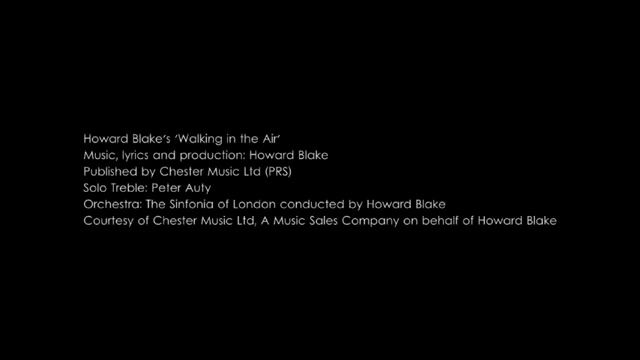 Howard Blake's 'Walking in the Air'
Music, lyrics and production: Howard Blake
Published by Chester Music Ltd (PRS)
Solo Treble: Peter Auty
Orchestra: The Sinfonia of London conducted by Howard Blake
Courtesy of Chester Music Ltd, A Music Sales Company on behalf of Howard Blake